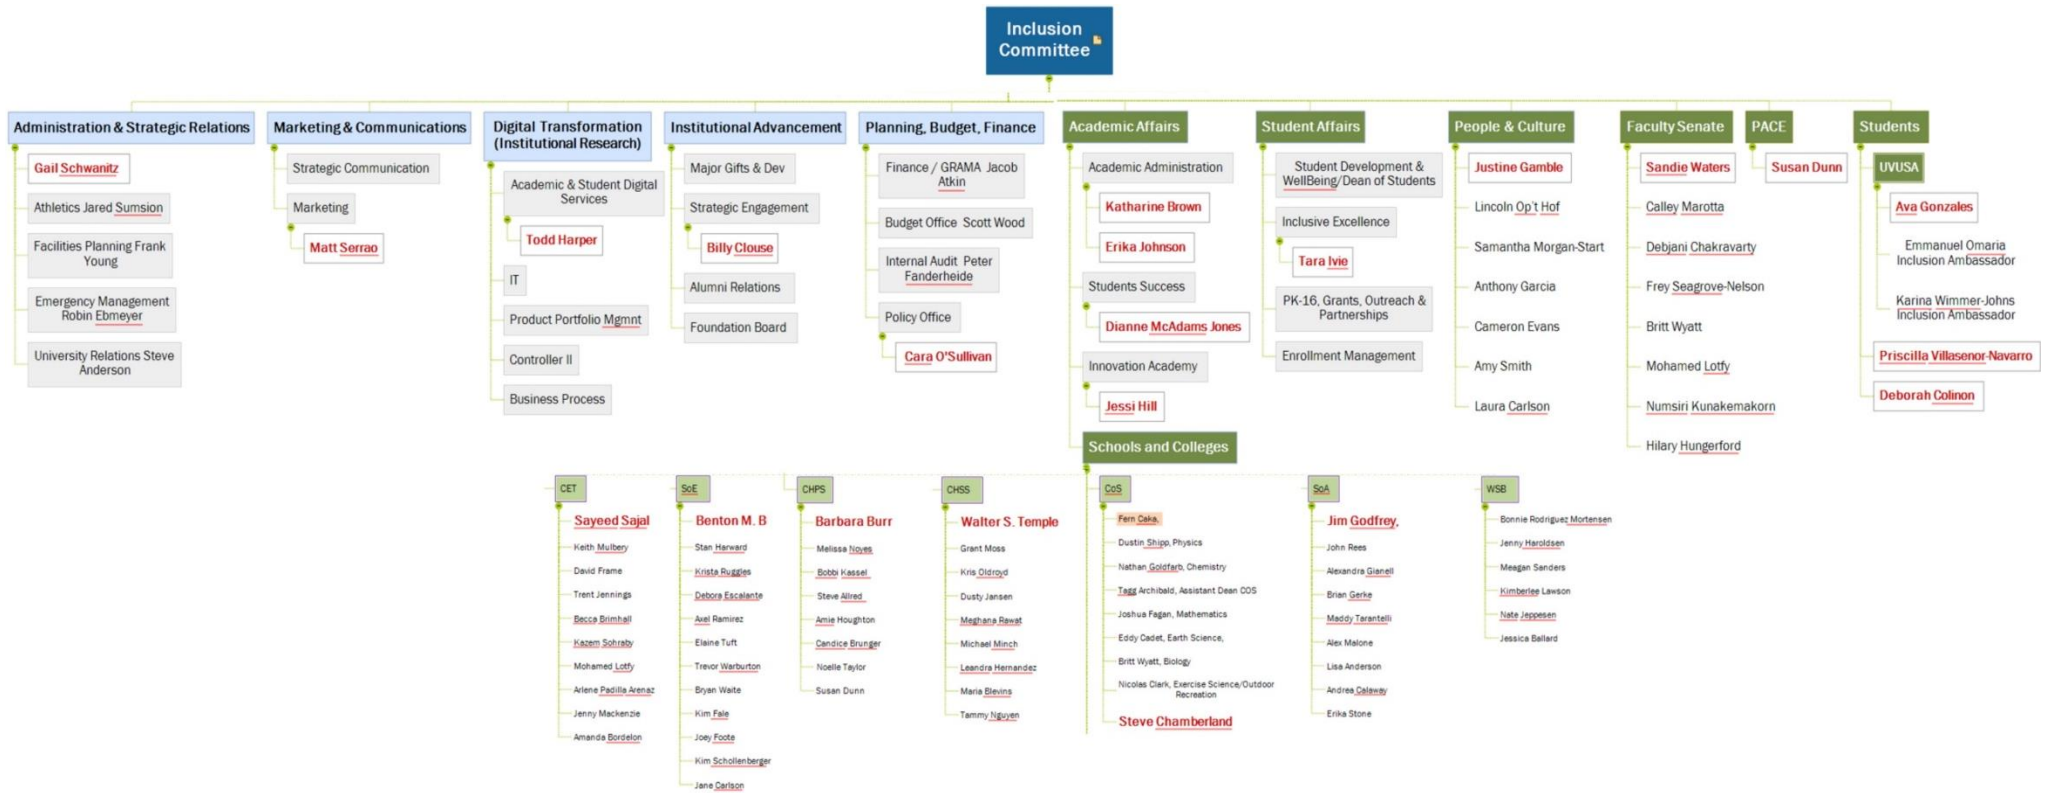 Inclusion
Committee
Administration & Strategic Relations
Gail Schwanitz
Athletics Jared Sumsion
Facilities Planning Frank
Young
Emergency Management
Robin Ebmeyer
University Relations Steve
Anderson
Marketing & Communications
Strategic Communication
Marketing
Matt Serrao
Digital Transformation
(Institutional Research)
Academic & Student Digital
Services
Todd Harper
IT
Product Portfolio Mgmnt
Controller II
Business Process
Institutional Advancement
Major Gifts & Dev
Strategic Engagement
Billy Clouse
Alumni Relations
Foundation Board
Planning, Budget, Finance
Finance / GRAMA Jacob
Atkin
Budget Office Scott Wood
Internal Audit Peter
Fanderheide
Policy Office
Cara O'Sullivan
Academic Affairs
Academic Administration
Katharine Brown
Erika Johnson
Students Success
Dianne McAdams Jones
Innovation Academy
Jessi Hill
Schools and Colleges
Student Affairs
Student Development &
WellBeing/Dean of Students
Inclusive Excellence
Tara Ivie
PK-16, Grants, Outreach &
Partnerships
Enrollment Management
People & Culture
Justine Gamble
Lincoln Op't Hof
Samantha Morgan-Start
Anthony Garcia
Cameron Evans
Amy Smith
Laura Carlson
Faculty Senate
Sandie Waters
Calley Marotta
Debjani Chakravarty
Frey Seagrove-Nelson
Britt Wyatt
Mohamed Lotfy
Numsiri Kunakemakorn
Hilary Hungerford
PACE
Susan Dunn
Students
UVUSA
Ava Gonzales
Emmanuel Omaria
Inclusion Ambassador
Karina Wimmer-Johns
Inclusion Ambassador
Priscilla Villasenor-Navarro
Deborah Colinon
CET
Sayeed Sajal
Keith Mulbery
David Frame
Trent Jennings
Becca Brimhall
Kazem Sohraby
Mohamed Lotfy
Arlene Padilla Arenaz
Jenny Mackenzie
Amanda Bordelon
SoE
Benton M. B
Stan Harward
Krista Ruggles
Debora Escalante
Axel Ramirez
Elaine Tuft
Trevor Warburton
Bryan Waite
Kim Fale
Joey Foote
Kim Schollenberger
Jane Carlson
CHPS
Barbara Burr
Melissa Noyes
Bobbi Kassel
Steve Allred
Amie Houghton
Candice Brunger
Noelle Taylor
Susan Dunn
CHSS
Walter S. Temple
Grant Moss
Kris Oldroyd
Dusty Jansen
Meghana Rawat
Michael Minch
Leandra Hernandez
Maria Blevins
Tammy Nguyen
CoS
Fern Caka,
Dustin Shipp, Physics
Nathan Goldfarb, Chemistry
Tagg Archibald, Assistant Dean COS
Joshua Fagan, Mathematics
Eddy Cadet, Earth Science,
Britt Wyatt, Biology
Nicolas Clark, Exercise Science/Outdoor
Recreation
Steve Chamberland
SoA
Jim Godfrey,
John Rees
Alexandra Gianell
Brian Gerke
Maddy Tarantelli
Alex Malone
Lisa Anderson
Andrea Calaway
Erika Stone
WSB
Bonnie Rodriguez Mortensen
Jenny Haroldsen
Meagan Sanders
Kimberlee Lawson
Nate Jeppesen
Jessica Ballard